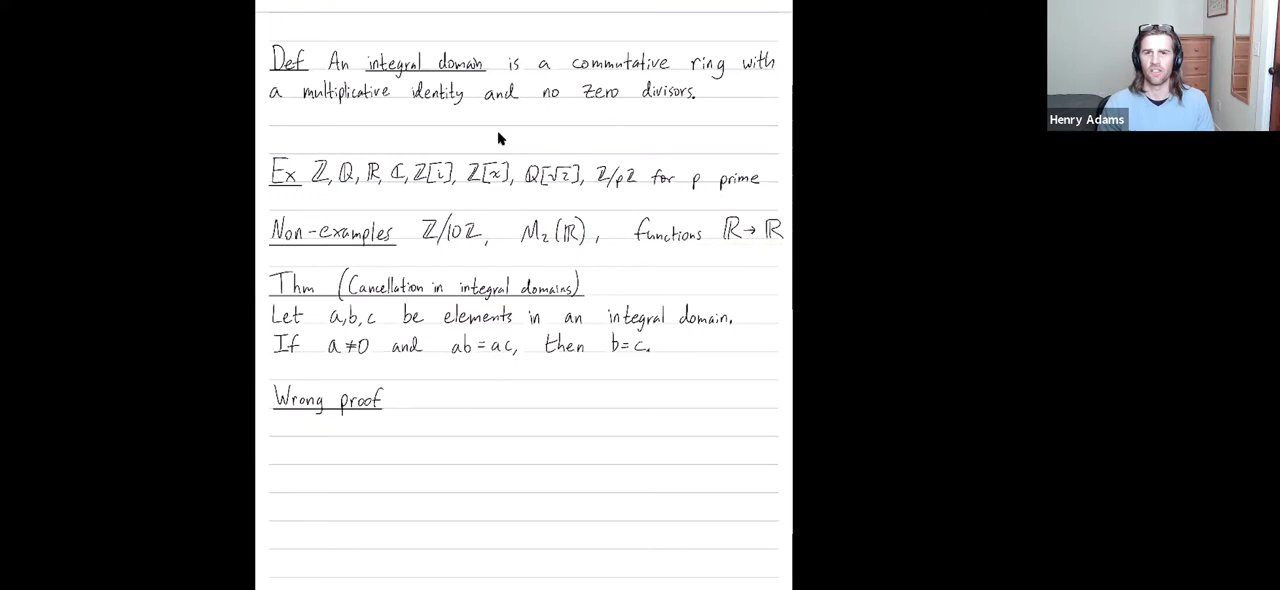 Def An integral domain is a commutative ring with
a multiplicative identity and no zero divisors.
Ex ℤ, ℚ, ℝ, ℂ, ℤ[i], ℤ[x], ℚ[√2], ℤ/pℤ for p prime
Non-examples ℤ/10ℤ, M₂(ℝ), functions ℝ→ℝ
Thm (Cancellation in integral domains)
Let a,b,c be elements in an integral domain.
If a≠0 and ab=ac, then b=c.
Wrong proof
Henry Adams